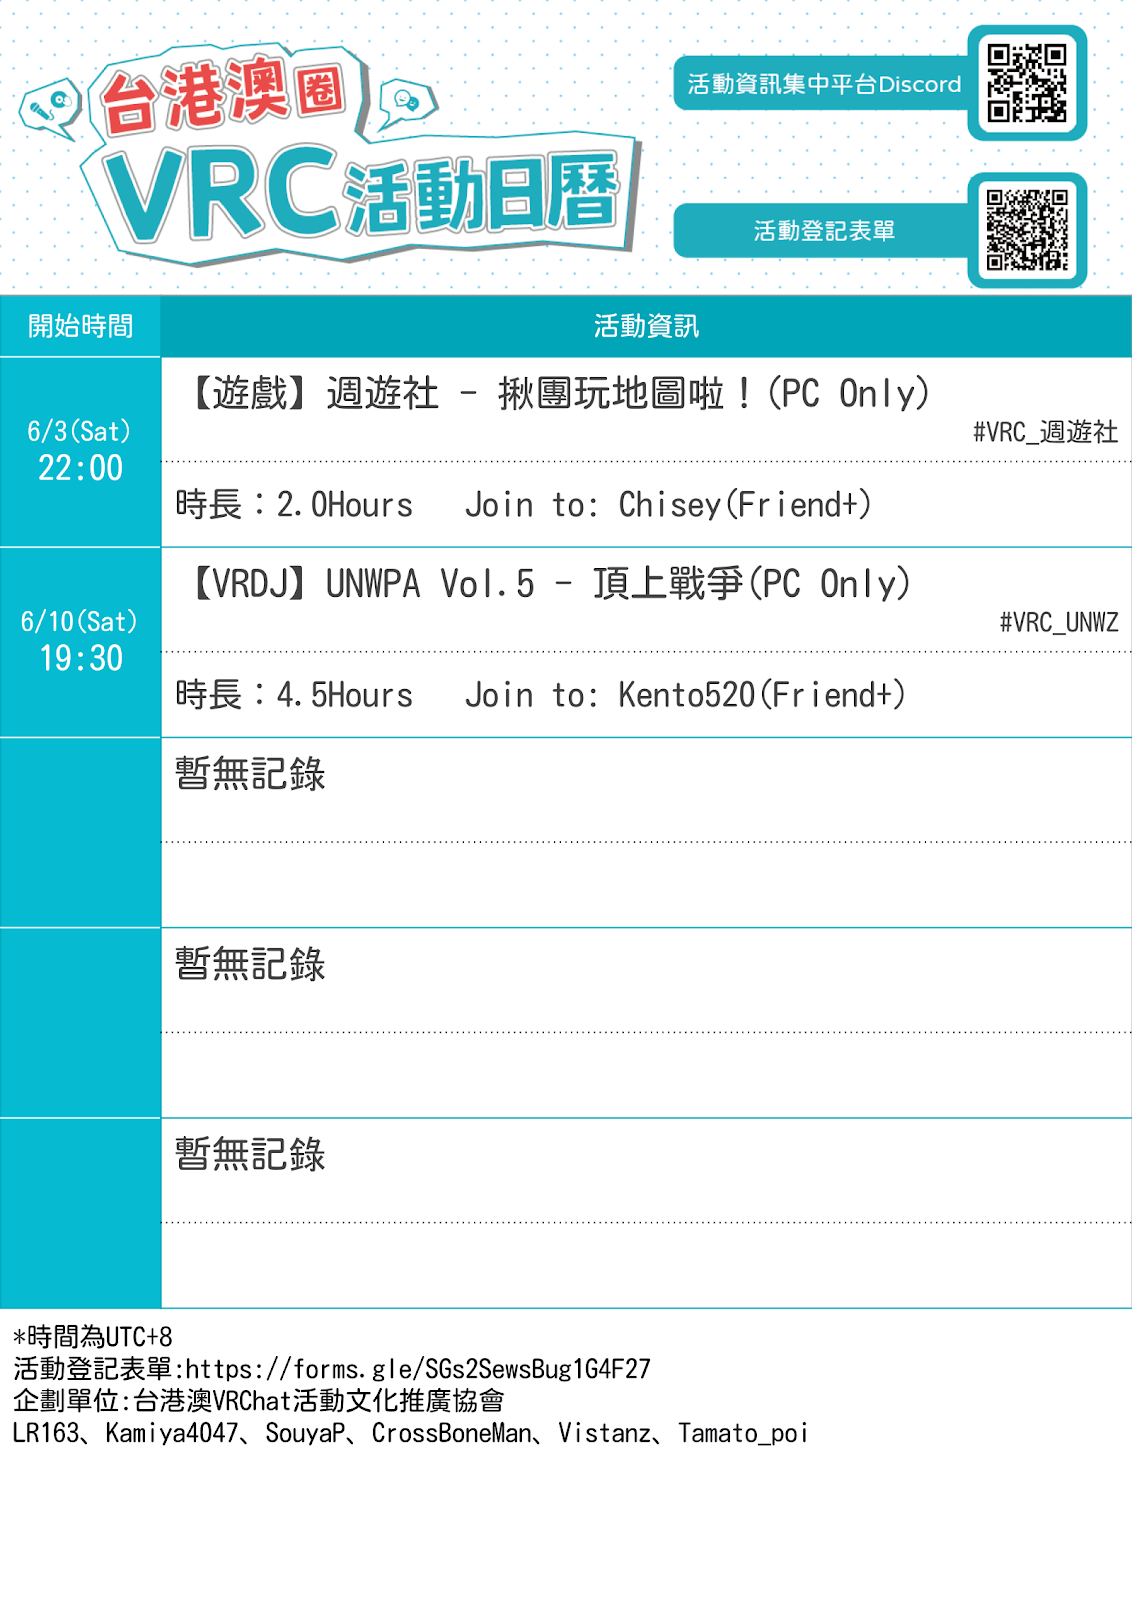 台港澳圈
VRC活動日曆
活動資訊集中平台Discord
活動登記表單
開始時間
活動資訊
6/3(Sat)
22:00
【遊戲】週遊社 - 揪團玩地圖啦！(PC Only)
#VRC_週遊社
時長：2.0Hours Join to: Chisey(Friend+)
6/10(Sat)
19:30
【VRDJ】UNWPA Vol.5 - 頂上戰爭(PC Only)
#VRC_UNWZ
時長：4.5Hours Join to: Kento520(Friend+)
暫無記錄
暫無記錄
暫無記錄
*時間為UTC+8
活動登記表單:https://forms.gle/SGs2SewsBug1G4F27
企劃單位:台港澳VRChat活動文化推廣協會
LR163、Kamiya4047、SouyaP、CrossBoneMan、Vistanz、Tamato_poi